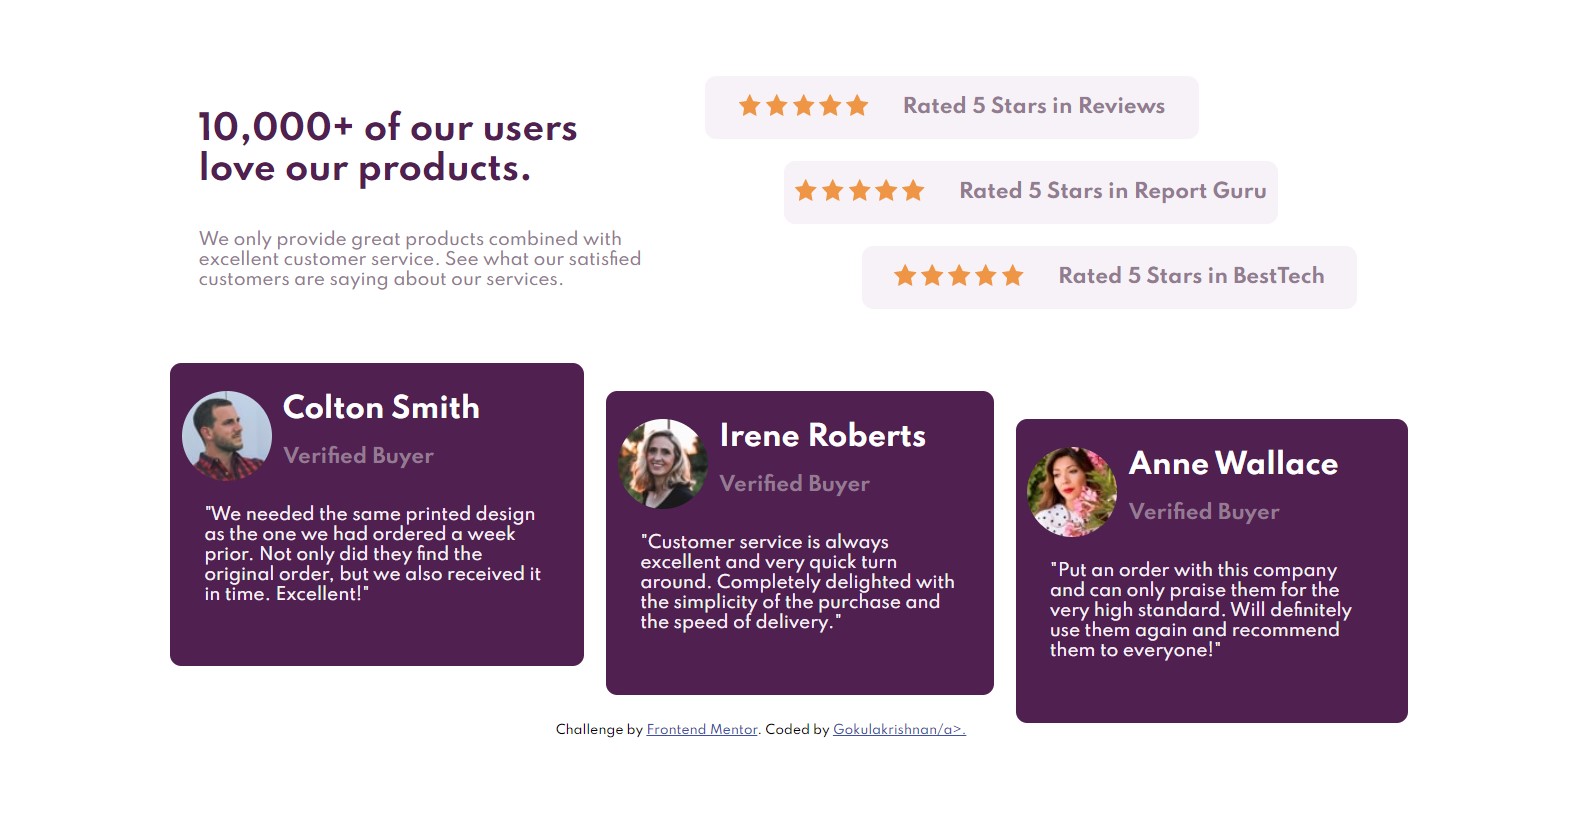 10,000+ of our users
love our products.
We only provide great products combined with
excellent customer service. See what our satisfied
customers are saying about our services.
Rated 5 Stars in Reviews
Rated 5 Stars in Report Guru
Rated 5 Stars in BestTech
Colton Smith
Verified Buyer
"We needed the same printed design
as the one we had ordered a week
prior. Not only did they find the
original order, but we also received it
in time. Excellent!"
Irene Roberts
Verified Buyer
"Customer service is always
excellent and very quick turn
around. Completely delighted with
the simplicity of the purchase and
the speed of delivery."
Anne Wallace
Verified Buyer
"Put an order with this company
and can only praise them for the
very high standard. Will definitely
use them again and recommend
them to everyone!"
Challenge by Frontend Mentor. Coded by Gokulakrishnan/a>.